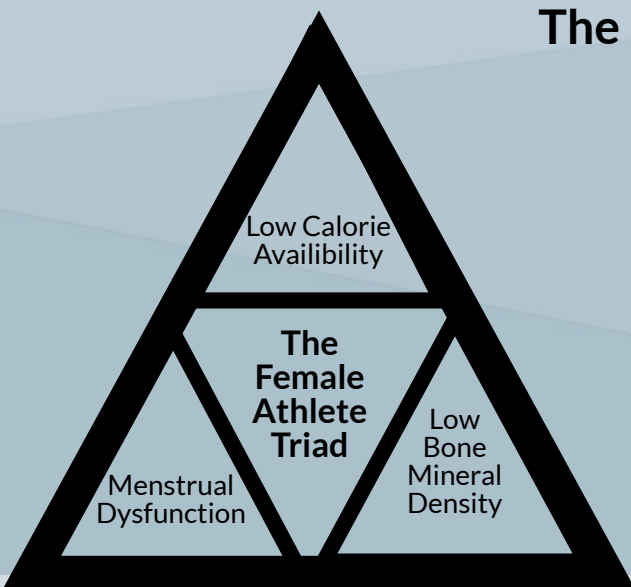 The
Low Calorie
Availibility
The
Female
Athlete
Triad
Low
Bone
Mineral
Density
Menstrual
Dysfunction